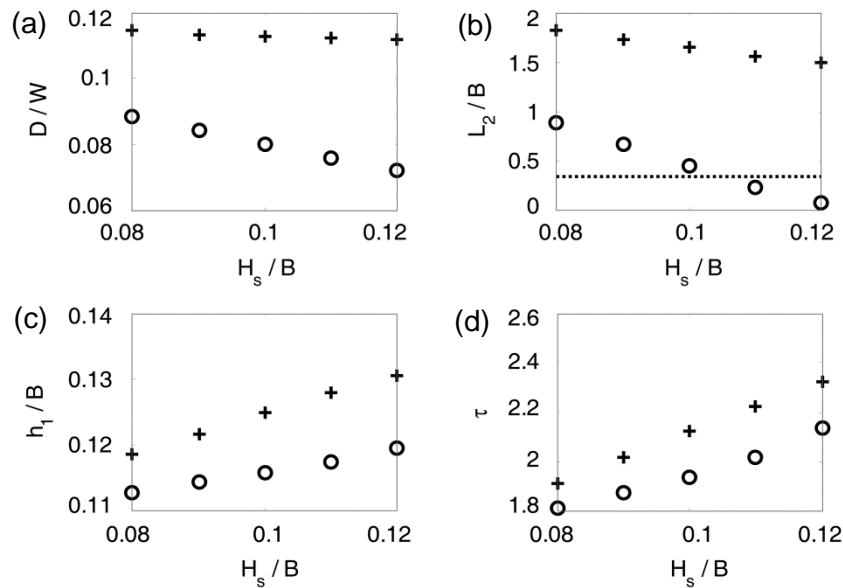 (a)
0.12
0.1
0.08
0.06
D / W
0.08
0.1
0.12
H_s / B
(b)
2
1.5
1
0.5
0
L_2 / B
0.08
0.1
0.12
H_s / B
(c)
0.14
0.13
0.12
0.11
h_1 / B
0.08
0.1
0.12
H_s / B
(d)
2.6
2.4
2.2
2
1.8
τ
0.08
0.1
0.12
H_s / B